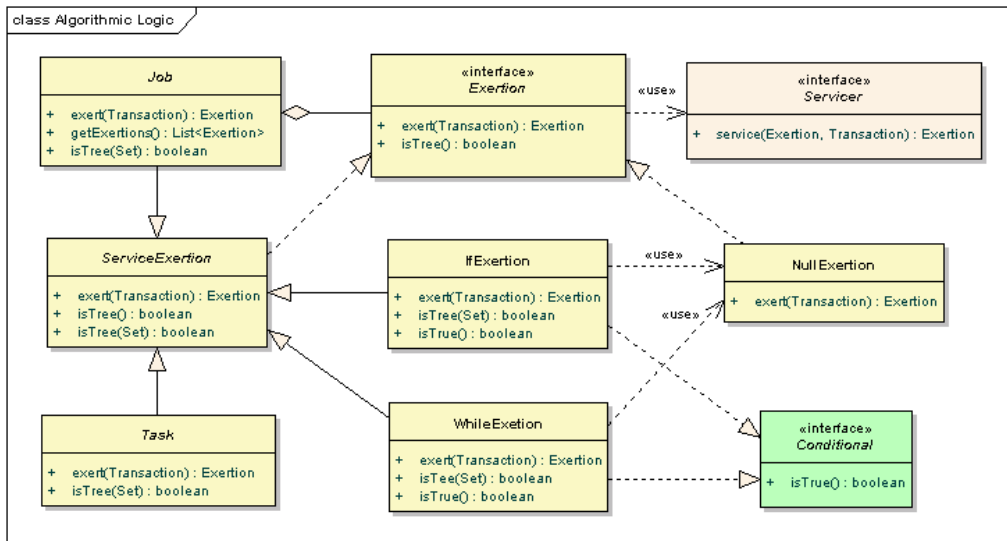 class Algorithmic Logic
Job
+ exert(Transaction) : Exertion
+ getExertions() : List<Exertion>
+ isTree(Set) : boolean
«interface»
Exertion
+ exert(Transaction) : Exertion
+ isTree() : boolean
«use»
«interface»
Servicer
+ service(Exertion, Transaction) : Exertion
ServiceExertion
+ exert(Transaction) : Exertion
+ isTree() : boolean
+ isTree(Set) : boolean
IfExertion
+ exert(Transaction) : Exertion
+ isTree(Set) : boolean
+ isTrue() : boolean
«use»
NullExertion
+ exert(Transaction) : Exertion
«use»
Task
+ exert(Transaction) : Exertion
+ isTree(Set) : boolean
WhileExetion
+ exert(Transaction) : Exertion
+ isTee(Set) : boolean
+ isTrue() : boolean
«interface»
Conditional
+ isTrue() : boolean